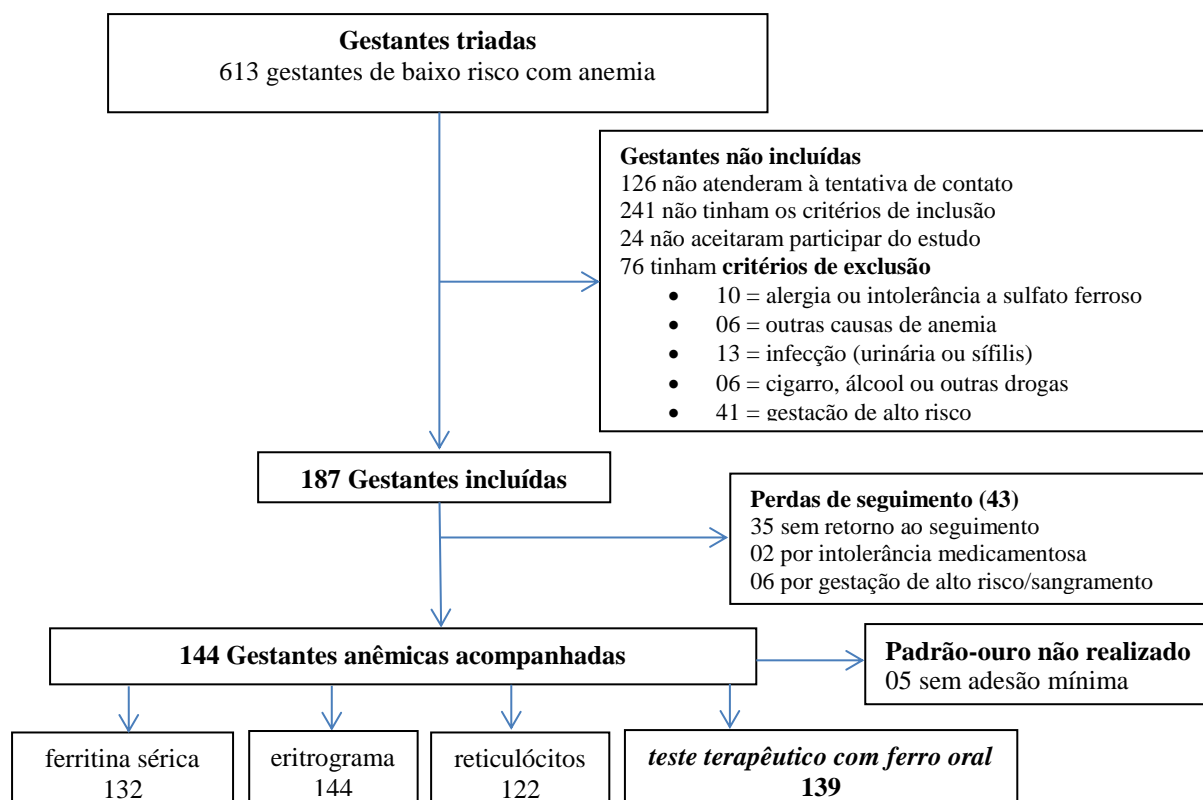 Gestantes triadas
613 gestantes de baixo risco com anemia
Gestantes não incluídas
126 não atenderam à tentativa de contato
241 não tinham os critérios de inclusão
24 não aceitaram participar do estudo
76 tinham critérios de exclusão
• 10 = alergia ou intolerância a sulfato ferroso
• 06 = outras causas de anemia
• 13 = infecção (urinária ou sífilis)
• 06 = cigarro, álcool ou outras drogas
• 41 = gestação de alto risco
187 Gestantes incluídas
Perdas de seguimento (43)
35 sem retorno ao seguimento
02 por intolerância medicamentosa
06 por gestação de alto risco/sangramento
144 Gestantes anêmicas acompanhadas
Padrão-ouro não realizado
05 sem adesão mínima
ferritina sérica
132
eritrograma
144
reticulócitos
122
teste terapêutico com ferro oral
139